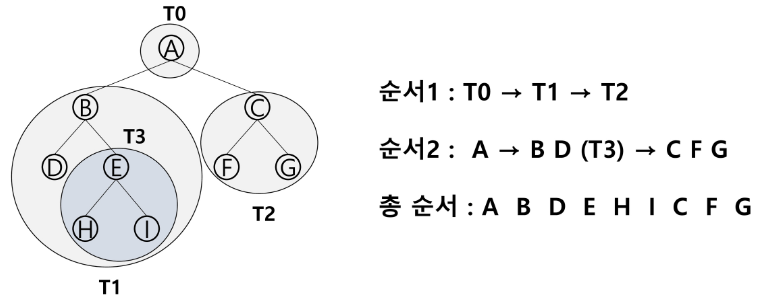 T0
A
B
C
T3
D
E
F
G
H
I
T2
T1
순서1 : T0 → T1 → T2
순서2 : A → B D (T3) → C F G
총 순서 : A B D E H I C F G